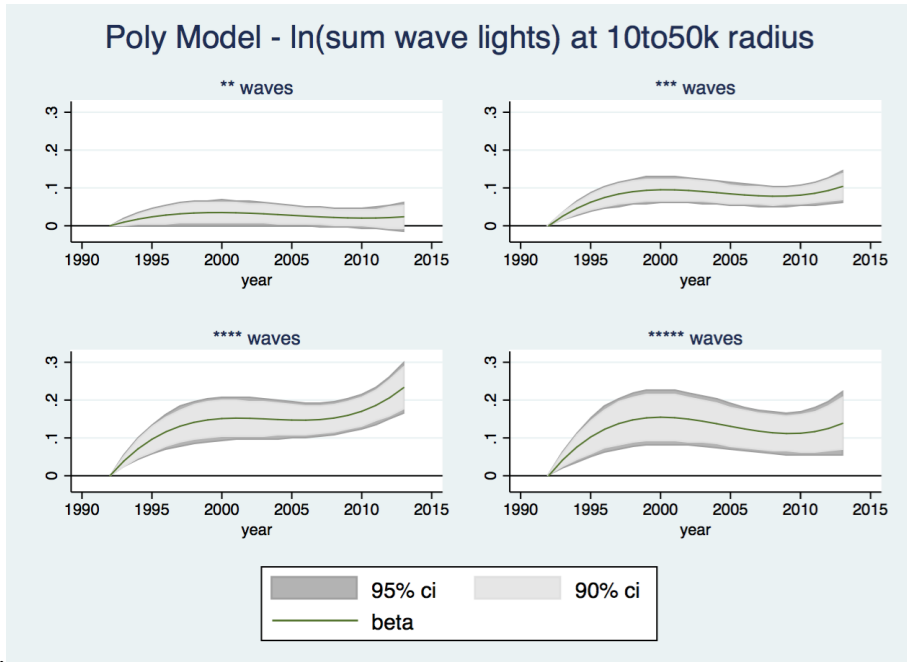 Poly Model - ln(sum wave lights) at 10to50k radius
** waves
.3
.2
.1
0
1990 1995 2000 2005 2010 2015
year
*** waves
.3
.2
.1
0
1990 1995 2000 2005 2010 2015
year
**** waves
.3
.2
.1
0
1990 1995 2000 2005 2010 2015
year
***** waves
.3
.2
.1
0
1990 1995 2000 2005 2010 2015
year
95% ci 90% ci
beta